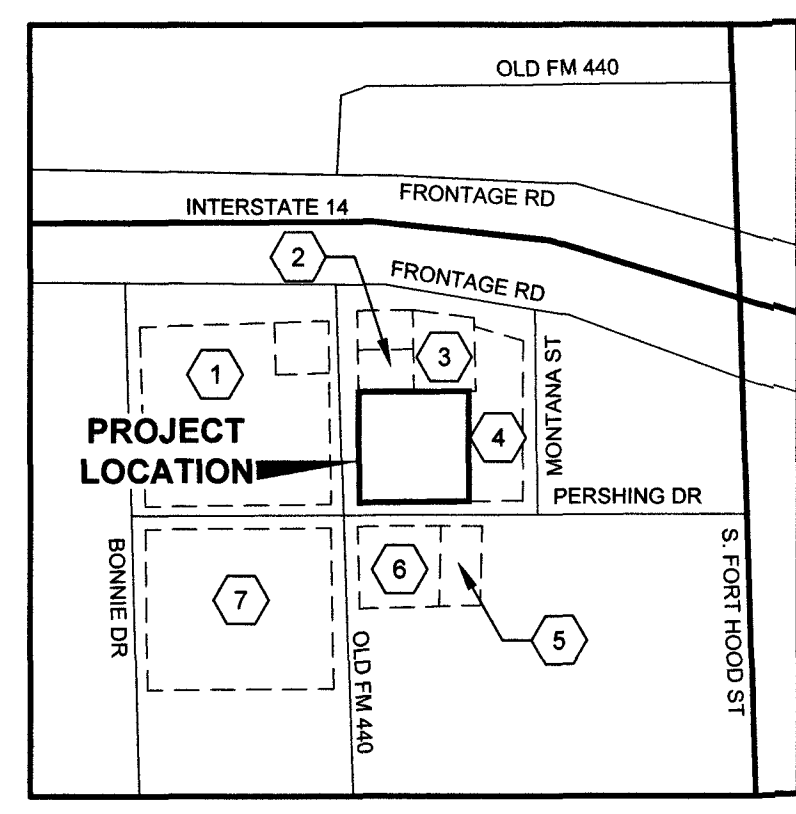 OLD FM 440
FRONTAGE RD
INTERSTATE 14
2
FRONTAGE RD
3
1
MONTANA ST
PROJECT
LOCATION
4
PERSHING DR
BONNIE DR
6
7
5
OLD FM 440
S. FORT HOOD ST